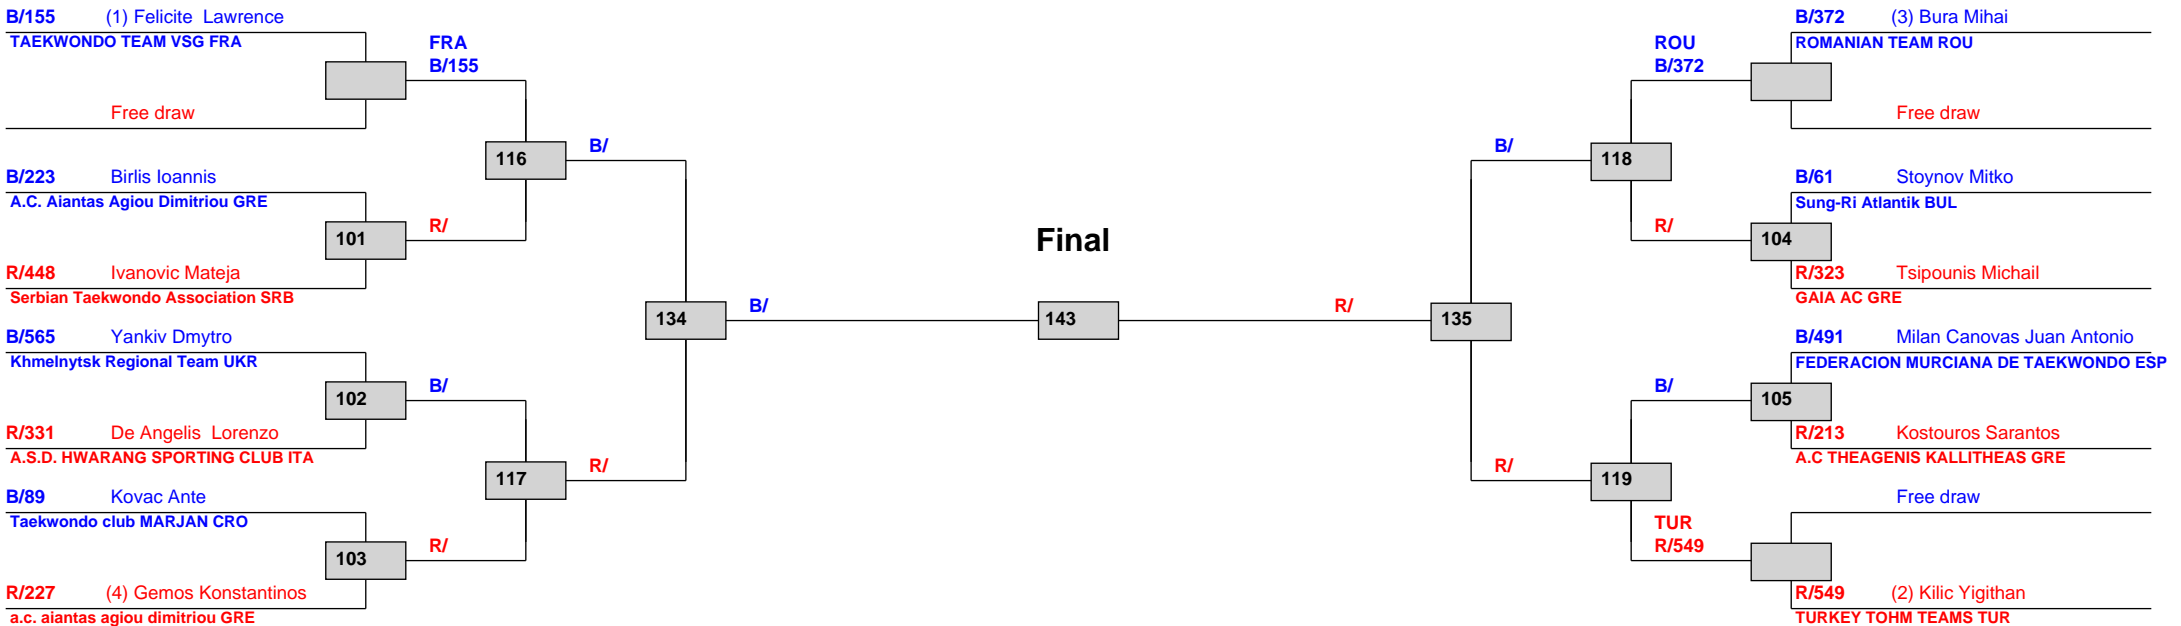 B/155 (1) Felicite Lawrence
TAEKWONDO TEAM VSG FRA
Free draw
B/223 Birlis Ioannis
A.C. Aiantas Agiou Dimitriou GRE
R/448 Ivanovic Mateja
Serbian Taekwondo Association SRB
B/565 Yankiv Dmytro
Khmelnytsk Regional Team UKR
R/331 De Angelis Lorenzo
A.S.D. HWARANG SPORTING CLUB ITA
B/89 Kovac Ante
Taekwondo club MARJAN CRO
R/227 (4) Gemos Konstantinos
a.c. aiantas agiou dimitriou GRE
101
102
103
FRA
B/155
R/
B/
R/
116
117
B/
R/
134
B/
Final
143
R/
135
B/
R/
118
119
ROU
B/372
R/
B/
TUR
R/549
104
105
B/372 (3) Bura Mihai
ROMANIAN TEAM ROU
Free draw
B/61 Stoynov Mitko
Sung-Ri Atlantik BUL
R/323 Tsipounis Michail
GAIA AC GRE
B/491 Milan Canovas Juan Antonio
FEDERACION MURCIANA DE TAEKWONDO ESP
R/213 Kostouros Sarantos
A.C THEAGENIS KALLITHEAS GRE
Free draw
R/549 (2) Kilic Yigithan
TURKEY TOHM TEAMS TUR